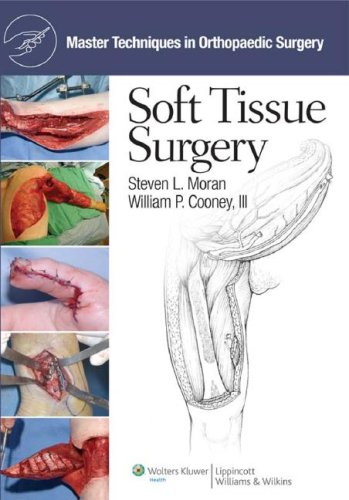 Master Techniques in Orthopaedic Surgery
Soft Tissue
Surgery
Steven L. Moran
William P. Cooney, III
Wolters Kluwer
Health
Lippincott
Williams & Wilkins